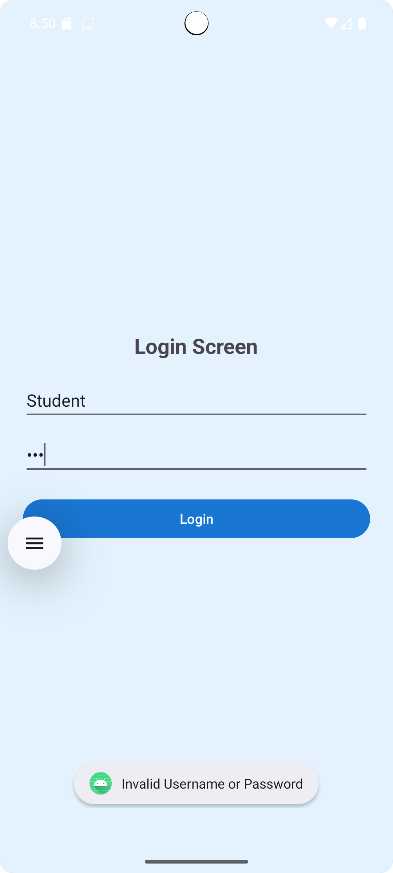 8:50
Login Screen
Student
•••
Login
Invalid Username or Password